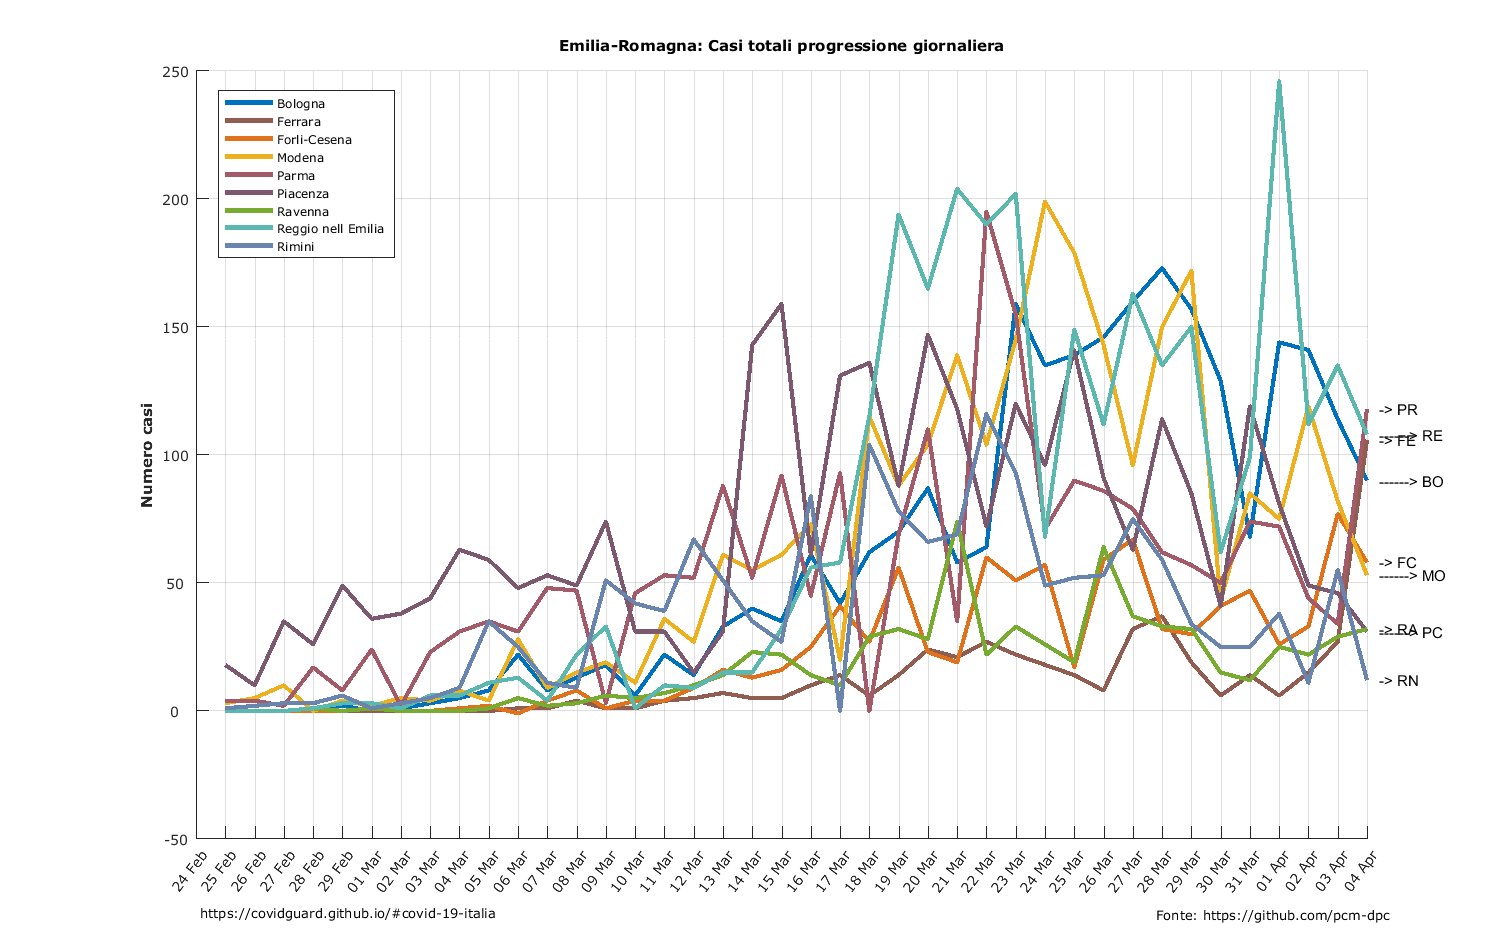 Emilia-Romagna: Casi totali progressione giornaliera
250
200
150
100
50
0
-50
Numero casi
Bologna
Ferrara
Forli-Cesena
Modena
Parma
Piacenza
Ravenna
Reggio nell Emilia
Rimini
-> PR
------> RE
-> FE
------> BO
-> FC
------> MO
-> RA
------> PC
-> RN
24 Feb
25 Feb
26 Feb
27 Feb
28 Feb
29 Feb
01 Mar
02 Mar
03 Mar
04 Mar
05 Mar
06 Mar
07 Mar
08 Mar
09 Mar
10 Mar
11 Mar
12 Mar
13 Mar
14 Mar
15 Mar
16 Mar
17 Mar
18 Mar
19 Mar
20 Mar
21 Mar
22 Mar
23 Mar
24 Mar
25 Mar
26 Mar
27 Mar
28 Mar
29 Mar
30 Mar
31 Mar
01 Apr
02 Apr
03 Apr
04 Apr
https://covidguard.github.io/#covid-19-italia
Fonte: https://github.com/pcm-dpc